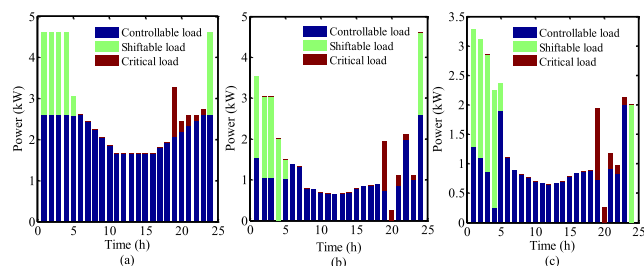 5
4
3
2
1
0
0 5 10 15 20 25
Power (kW)
Time (h)
Controllable load
Shiftable load
Critical load
(a)
5
4
3
2
1
0
0 5 10 15 20 25
Power (kW)
Time (h)
Controllable load
Shiftable load
Critical load
(b)
3.5
3
2.5
2
1.5
1
0.5
0
0 5 10 15 20 25
Power (kW)
Time (h)
Controllable load
Shiftable load
Critical load
(c)